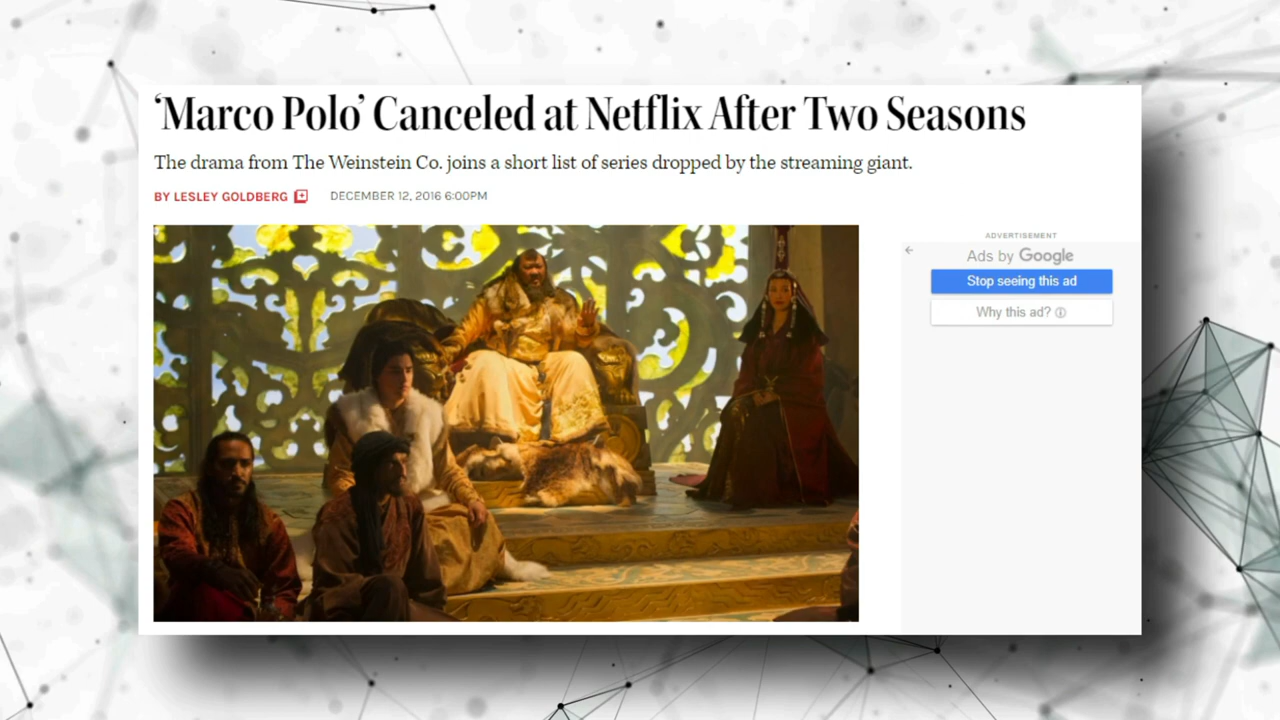 ‘Marco Polo’ Canceled at Netflix After Two Seasons
The drama from The Weinstein Co. joins a short list of series dropped by the streaming giant.
BY LESLEY GOLDBERG DECEMBER 12, 2016 6:00PM
ADVERTISEMENT
Ads by Google
Stop seeing this ad
Why this ad?